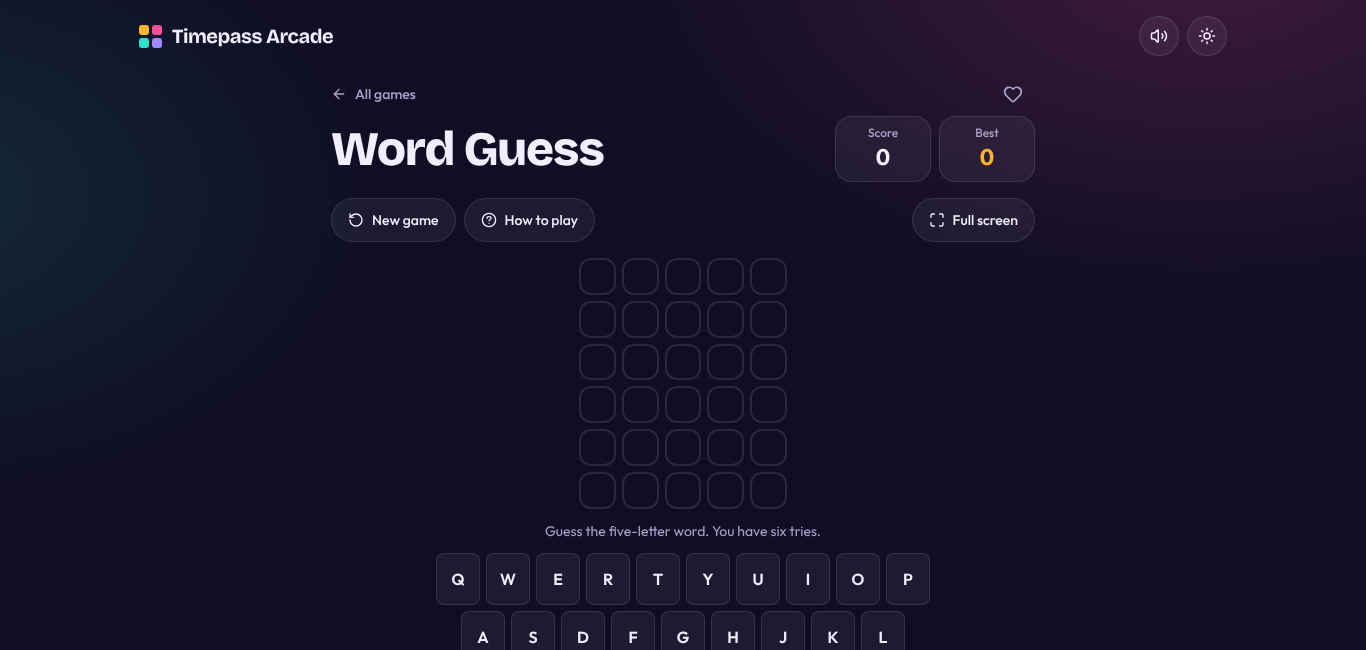 Timepass Arcade
All games
Word Guess
Score
0
Best
0
New game
How to play
Full screen
Guess the five-letter word. You have six tries.
Q W E R T Y U I O P
A S D F G H J K L